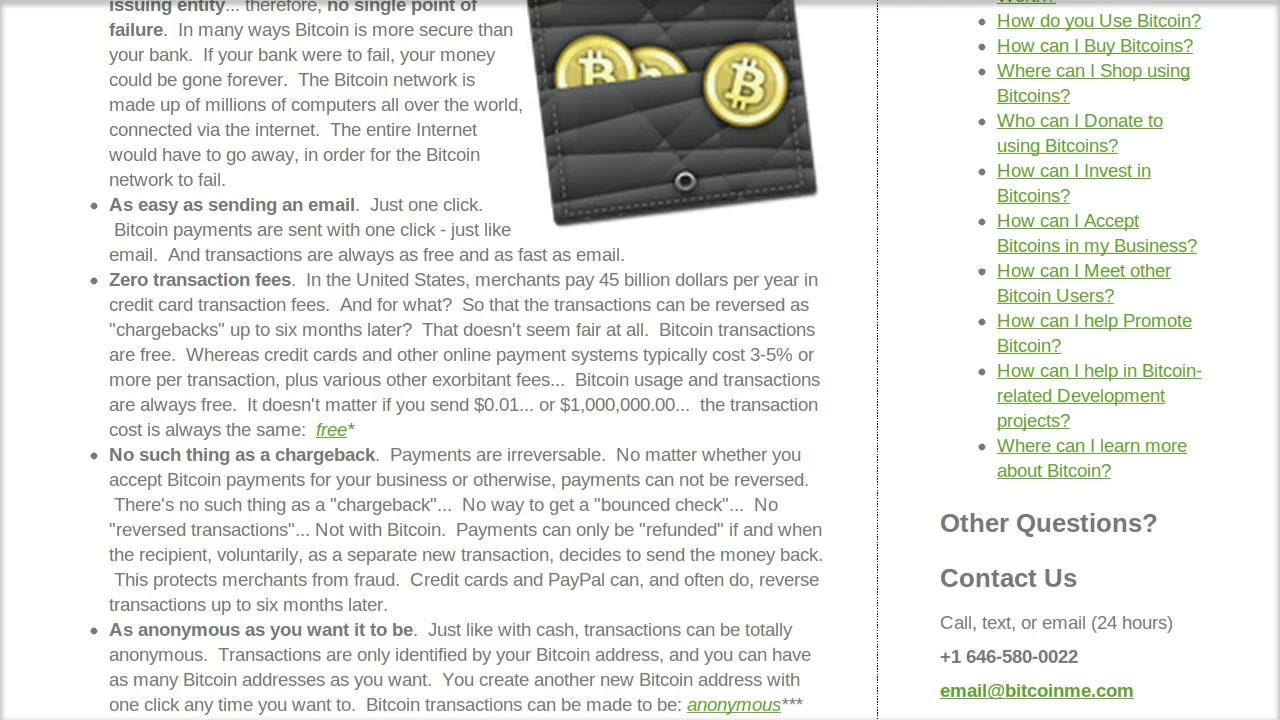 issuing entity... therefore, no single point of
failure.  In many ways Bitcoin is more secure than
your bank.  If your bank were to fail, your money
could be gone forever.  The Bitcoin network is
made up of millions of computers all over the world,
connected via the internet.  The entire Internet
would have to go away, in order for the Bitcoin
network to fail.
As easy as sending an email.  Just one click.
Bitcoin payments are sent with one click - just like
email.  And transactions are always as free and as fast as email.
Zero transaction fees.  In the United States, merchants pay 45 billion dollars per year in
credit card transaction fees.  And for what?  So that the transactions can be reversed as
"chargebacks" up to six months later?  That doesn't seem fair at all.  Bitcoin transactions
are free.  Whereas credit cards and other online payment systems typically cost 3-5% or
more per transaction, plus various other exorbitant fees...  Bitcoin usage and transactions
are always free.  It doesn't matter if you send $0.01... or $1,000,000.00...  the transaction
cost is always the same:  free*
No such thing as a chargeback.  Payments are irreversable.  No matter whether you
accept Bitcoin payments for your business or otherwise, payments can not be reversed.
There's no such thing as a "chargeback"...  No way to get a "bounced check"...  No
"reversed transactions"... Not with Bitcoin.  Payments can only be "refunded" if and when
the recipient, voluntarily, as a separate new transaction, decides to send the money back.
This protects merchants from fraud.  Credit cards and PayPal can, and often do, reverse
transactions up to six months later.
As anonymous as you want it to be.  Just like with cash, transactions can be totally
anonymous.  Transactions are only identified by your Bitcoin address, and you can have
as many Bitcoin addresses as you want.  You create another new Bitcoin address with
one click any time you want to.  Bitcoin transactions can be made to be: anonymous***
Worth?
How do you Use Bitcoin?
How can I Buy Bitcoins?
Where can I Shop using
Bitcoins?
Who can I Donate to
using Bitcoins?
How can I Invest in
Bitcoins?
How can I Accept
Bitcoins in my Business?
How can I Meet other
Bitcoin Users?
How can I help Promote
Bitcoin?
How can I help in Bitcoin-
related Development
projects?
Where can I learn more
about Bitcoin?
Other Questions?
Contact Us
Call, text, or email (24 hours)
+1 646-580-0022
email@bitcoinme.com